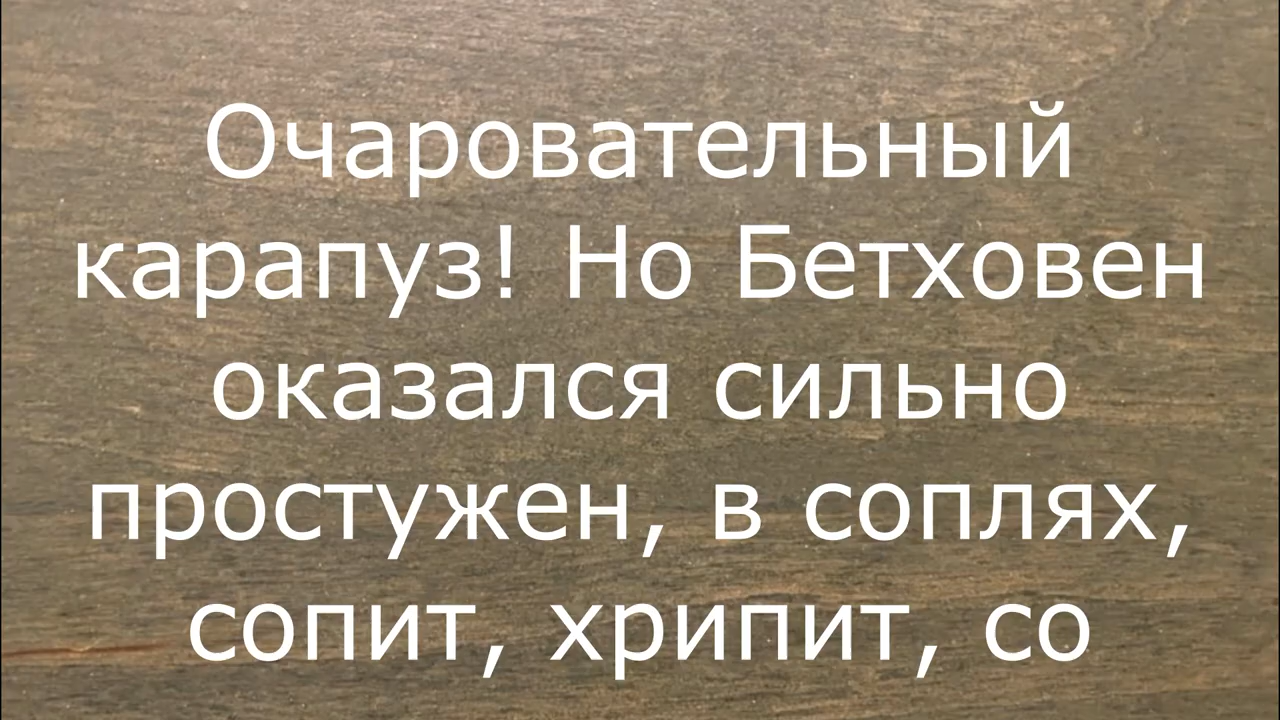 Очаровательный
карапуз! Но Бетховен
оказался сильно
простужен, в соплях,
сопит, хрипит, со